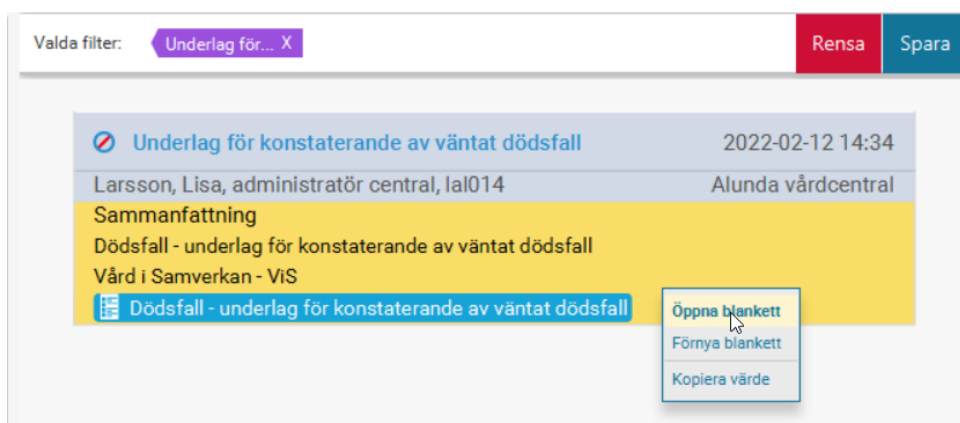 Valda filter: Underlag för... X Rensa Spara
Underlag för konstaterande av väntat dödsfall 2022-02-12 14:34
Larsson, Lisa, administratör central, lal014 Alunda vårdcentral
Sammanfattning
Dödsfall - underlag för konstaterande av väntat dödsfall
Vård i Samverkan - ViS
Dödsfall - underlag för konstaterande av väntat dödsfall
Öppna blankett
Förnya blankett
Kopiera värde